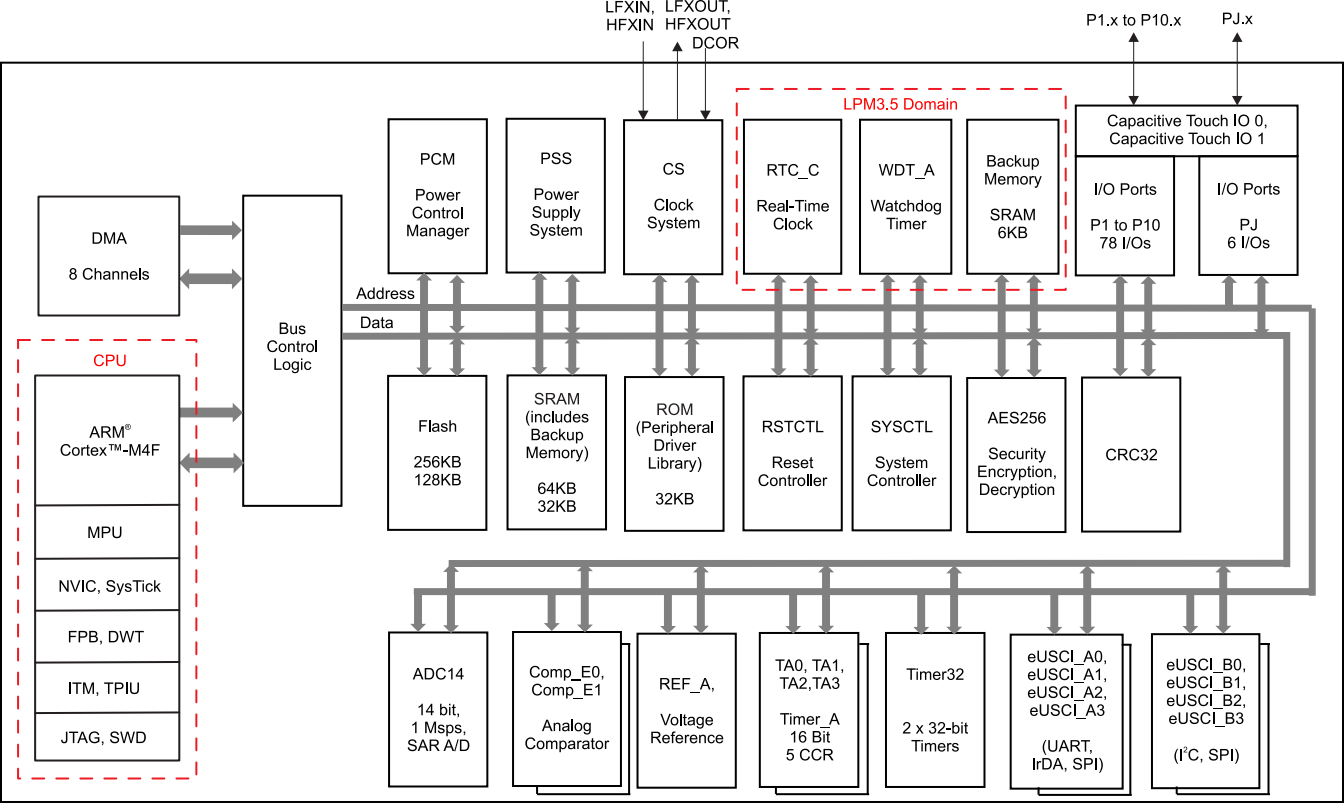 LFXIN,
HFXIN
LFXOUT,
HFXOUT
DCOR
P1.x to P10.x
PJ.x
LPM3.5 Domain
PCM
Power
Control
Manager
PSS
Power
Supply
System
CS
Clock
System
RTC_C
Real-Time
Clock
WDT_A
Watchdog
Timer
Backup
Memory
SRAM
6KB
Capacitive Touch IO 0,
Capacitive Touch IO 1
I/O Ports
P1 to P10
78 I/Os
I/O Ports
PJ
6 I/Os
DMA
8 Channels
Bus
Control
Logic
Address
Data
CPU
ARM®
Cortex™-M4F
MPU
NVIC, SysTick
FPB, DWT
ITM, TPIU
JTAG, SWD
Flash
256KB
128KB
SRAM
(includes
Backup
Memory)
64KB
32KB
ROM
(Peripheral
Driver
Library)
32KB
RSTCTL
Reset
Controller
SYSCTL
System
Controller
AES256
Security
Encryption,
Decryption
CRC32
ADC14
14 bit,
1 Msps,
SAR A/D
Comp_E0,
Comp_E1
Analog
Comparator
REF_A,
Voltage
Reference
TA0, TA1,
TA2,TA3
Timer_A
16 Bit
5 CCR
Timer32
2 x 32-bit
Timers
eUSCI_A0,
eUSCI_A1,
eUSCI_A2,
eUSCI_A3
(UART,
IrDA, SPI)
eUSCI_B0,
eUSCI_B1,
eUSCI_B2,
eUSCI_B3
(I²C, SPI)